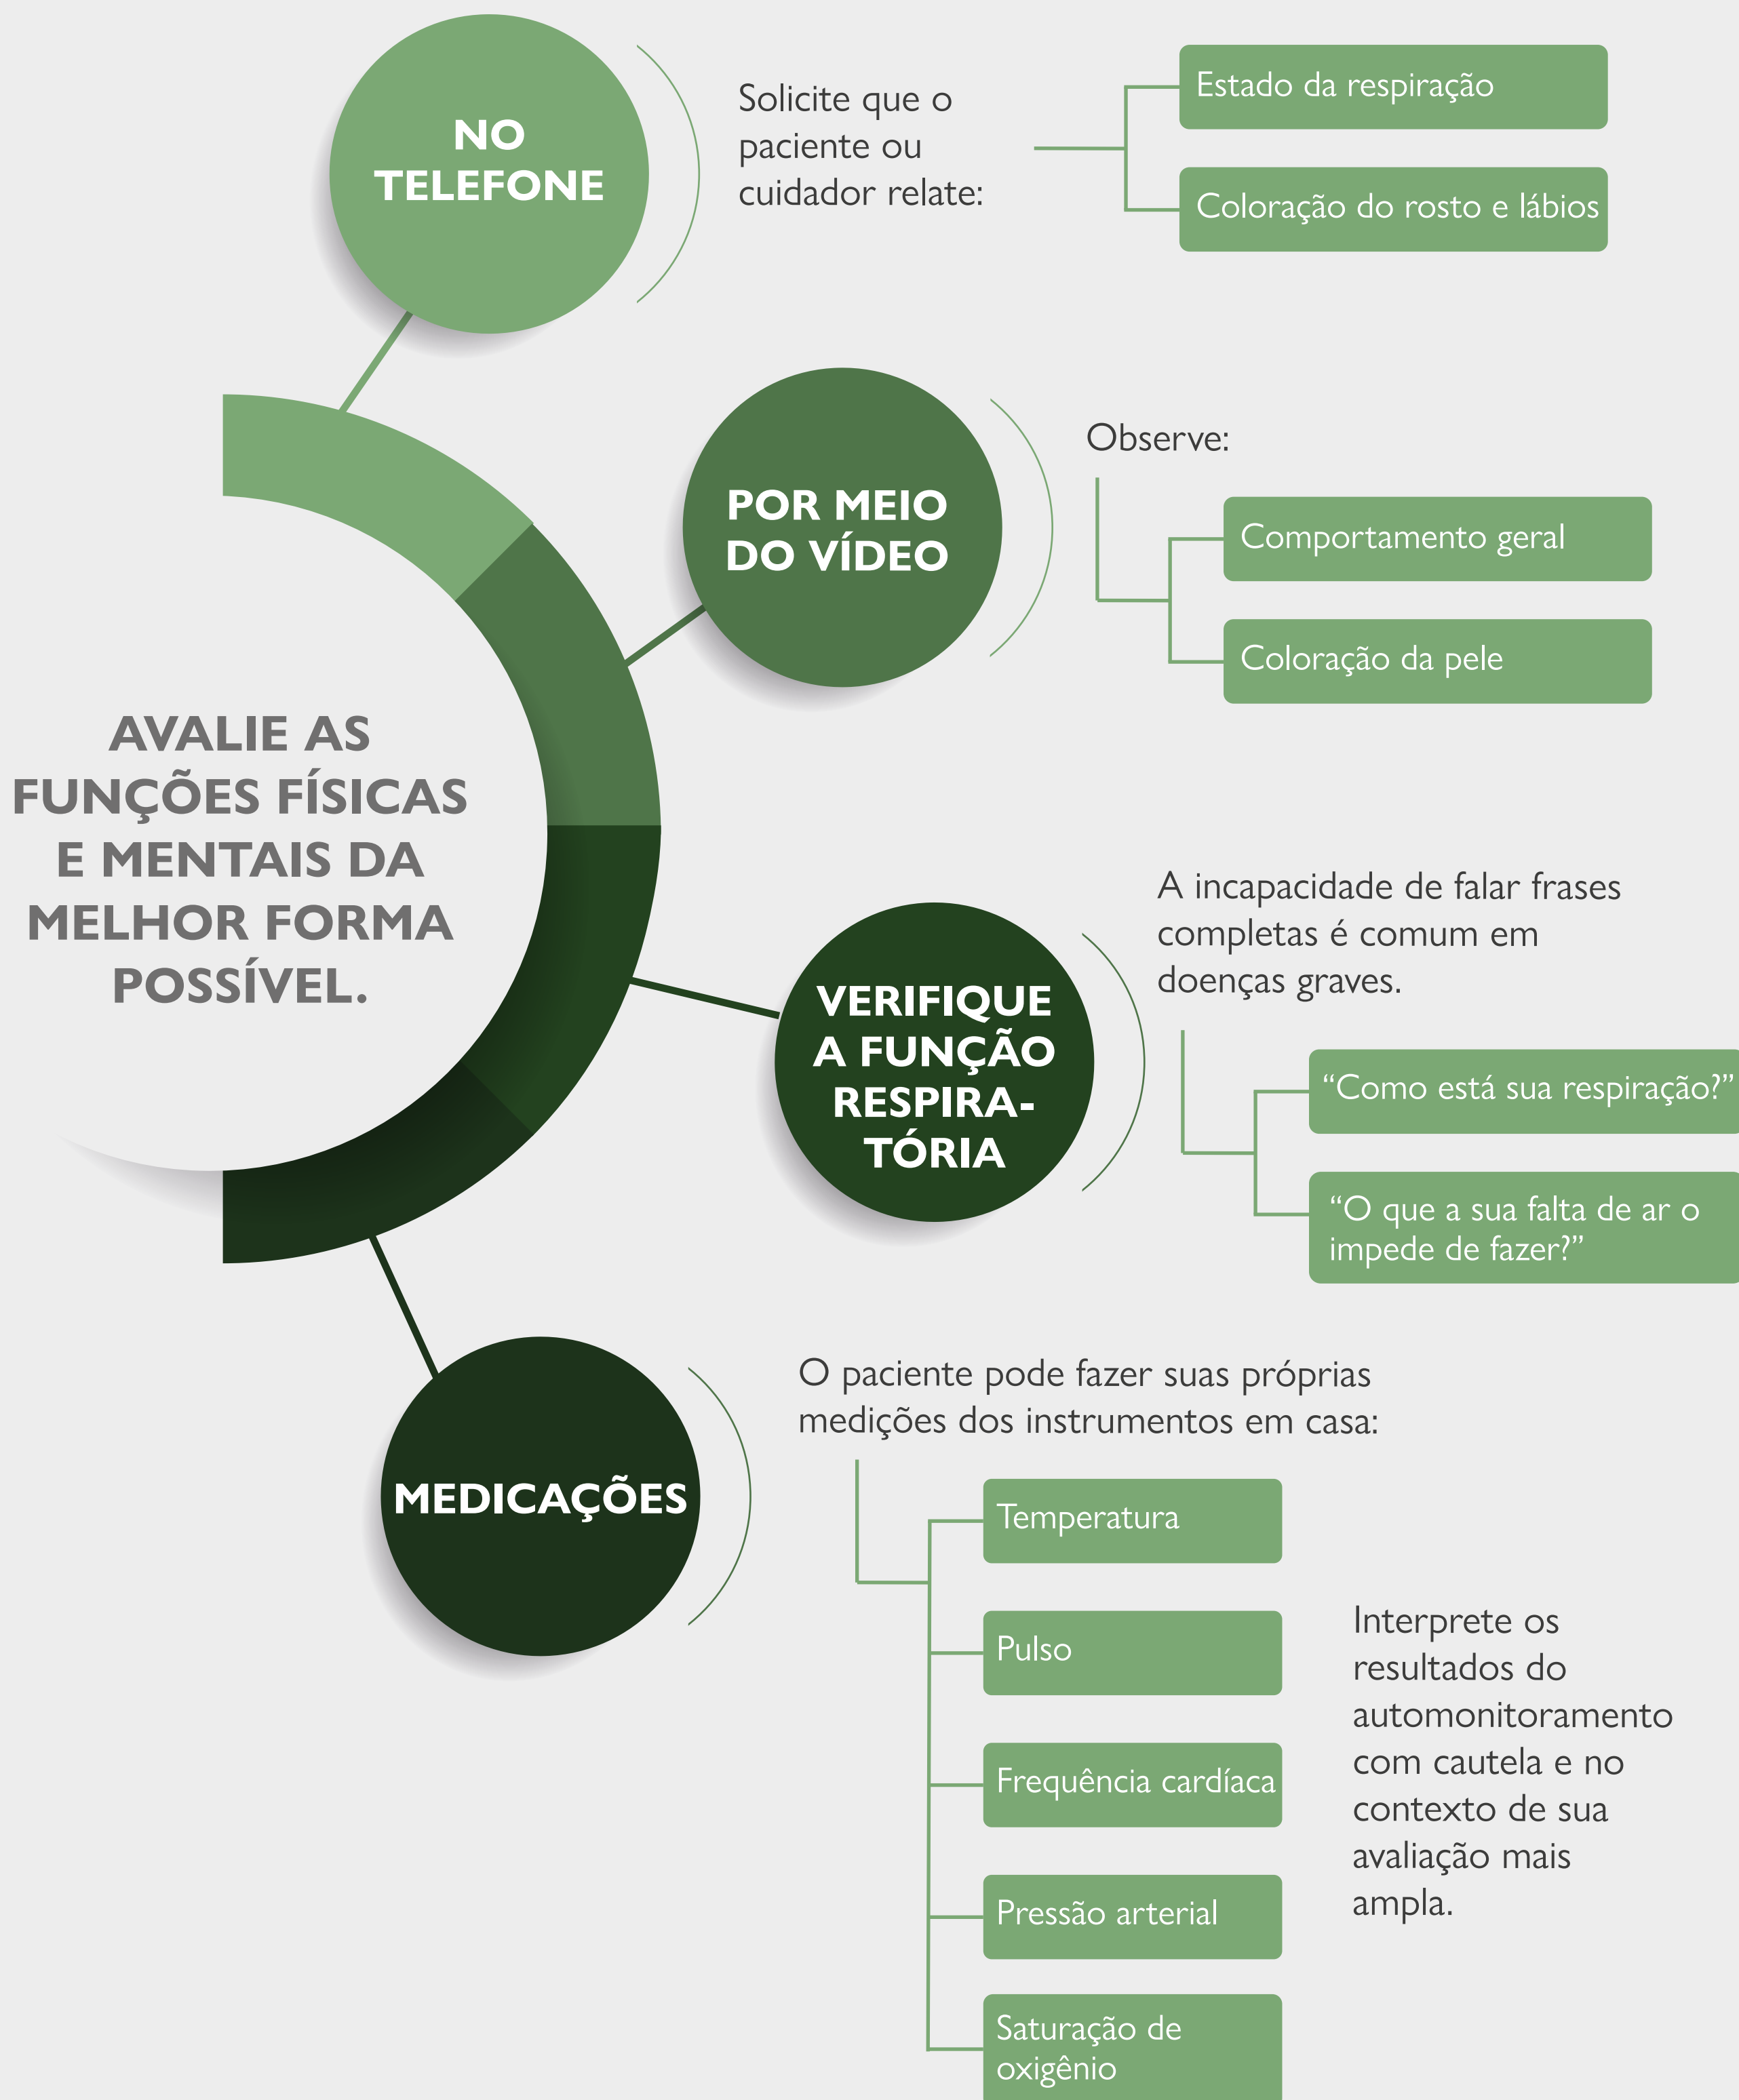 NO
TELEFONE
Solicite que o
paciente ou
cuidador relate:
Estado da respiração
Coloração do rosto e lábios
POR MEIO
DO VÍDEO
Observe:
Comportamento geral
Coloração da pele
AVALIE AS
FUNÇÕES FÍSICAS
E MENTAIS DA
MELHOR FORMA
POSSÍVEL.
VERIFIQUE
A FUNÇÃO
RESPIRA-
TÓRIA
A incapacidade de falar frases
completas é comum em
doenças graves.
“Como está sua respiração?”
“O que a sua falta de ar o
impede de fazer?”
MEDICAÇÕES
O paciente pode fazer suas próprias
medições dos instrumentos em casa:
Temperatura
Pulso
Frequência cardíaca
Pressão arterial
Saturação de
oxigênio
Interprete os
resultados do
automonitoramento
com cautela e no
contexto de sua
avaliação mais
ampla.